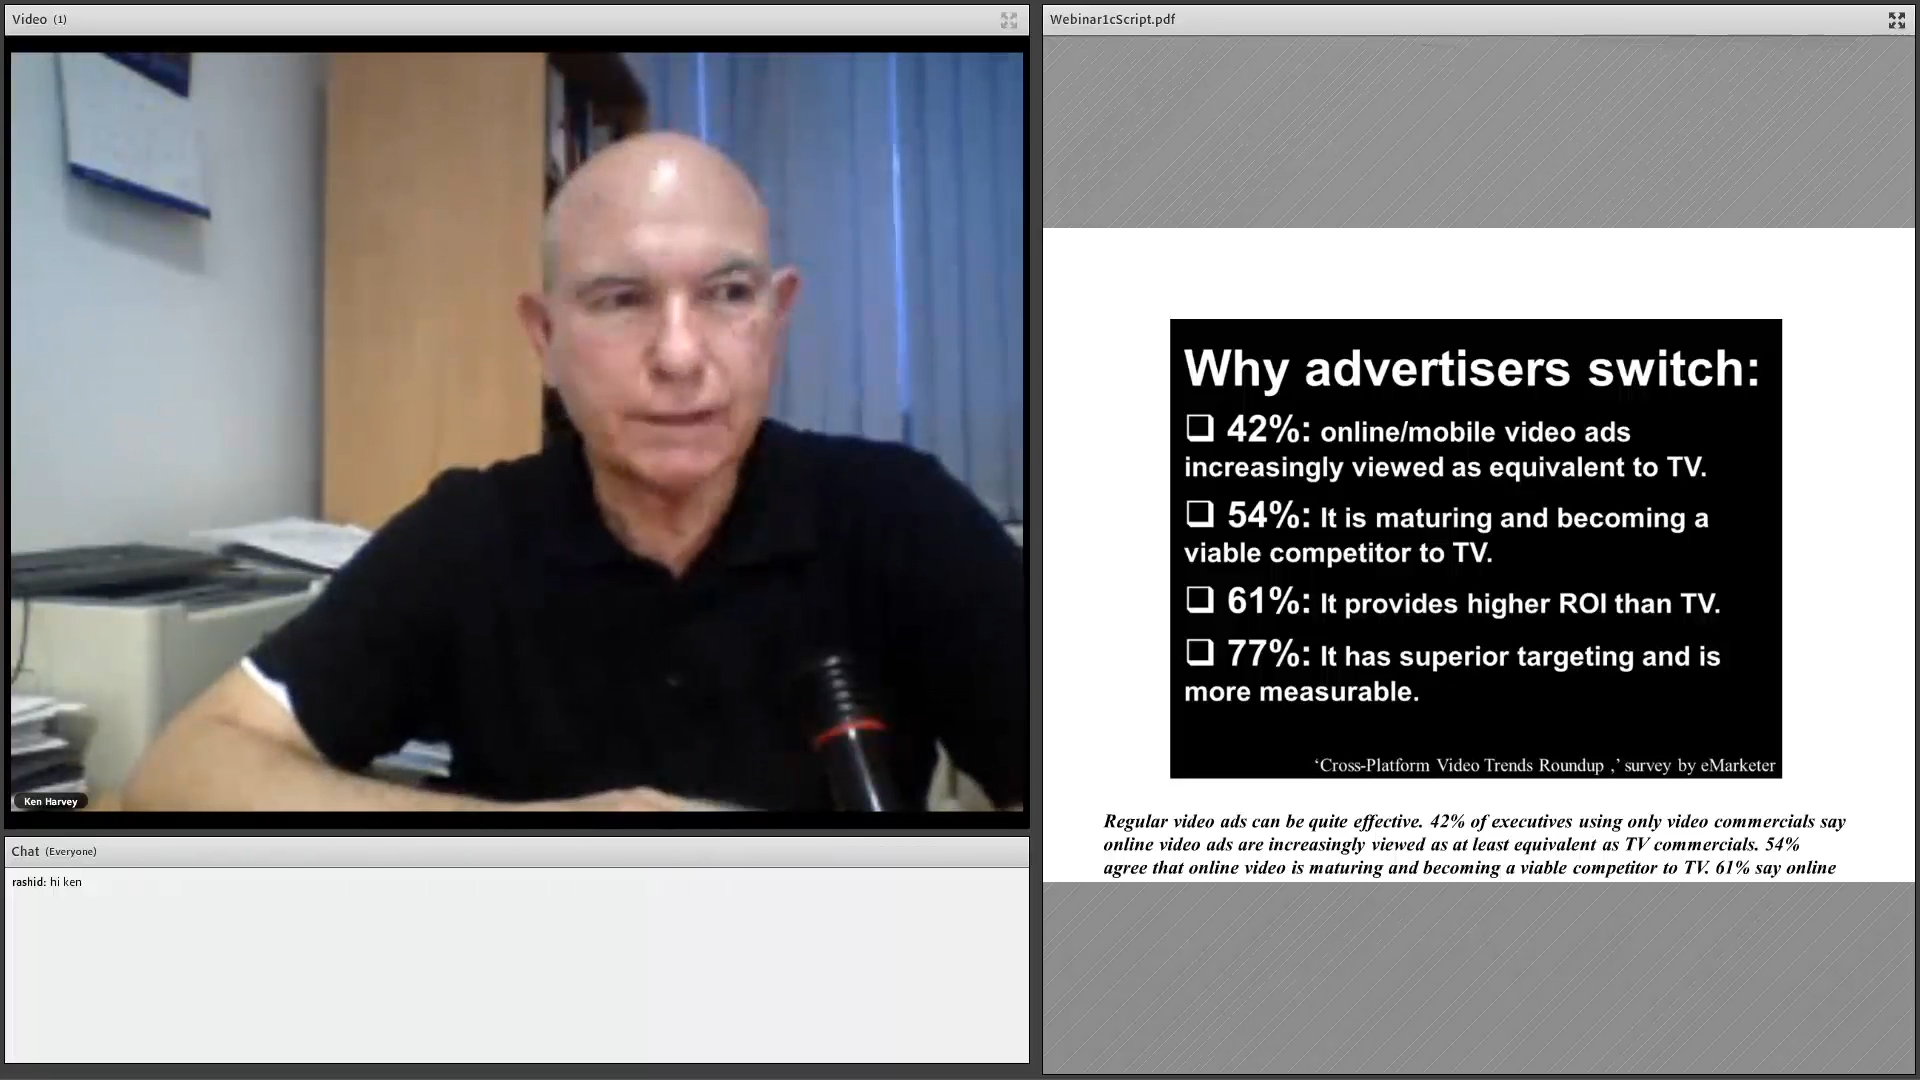 Video (1)
Ken Harvey
Chat (Everyone)
rashid: hi ken
Webinar1cScript.pdf
Why advertisers switch:
❑ 42%: online/mobile video ads
increasingly viewed as equivalent to TV.
❑ 54%: It is maturing and becoming a
viable competitor to TV.
❑ 61%: It provides higher ROI than TV.
❑ 77%: It has superior targeting and is
more measurable.
‘Cross-Platform Video Trends Roundup ,’ survey by eMarketer
Regular video ads can be quite effective. 42% of executives using only video commercials say
online video ads are increasingly viewed as at least equivalent as TV commercials. 54%
agree that online video is maturing and becoming a viable competitor to TV. 61% say online